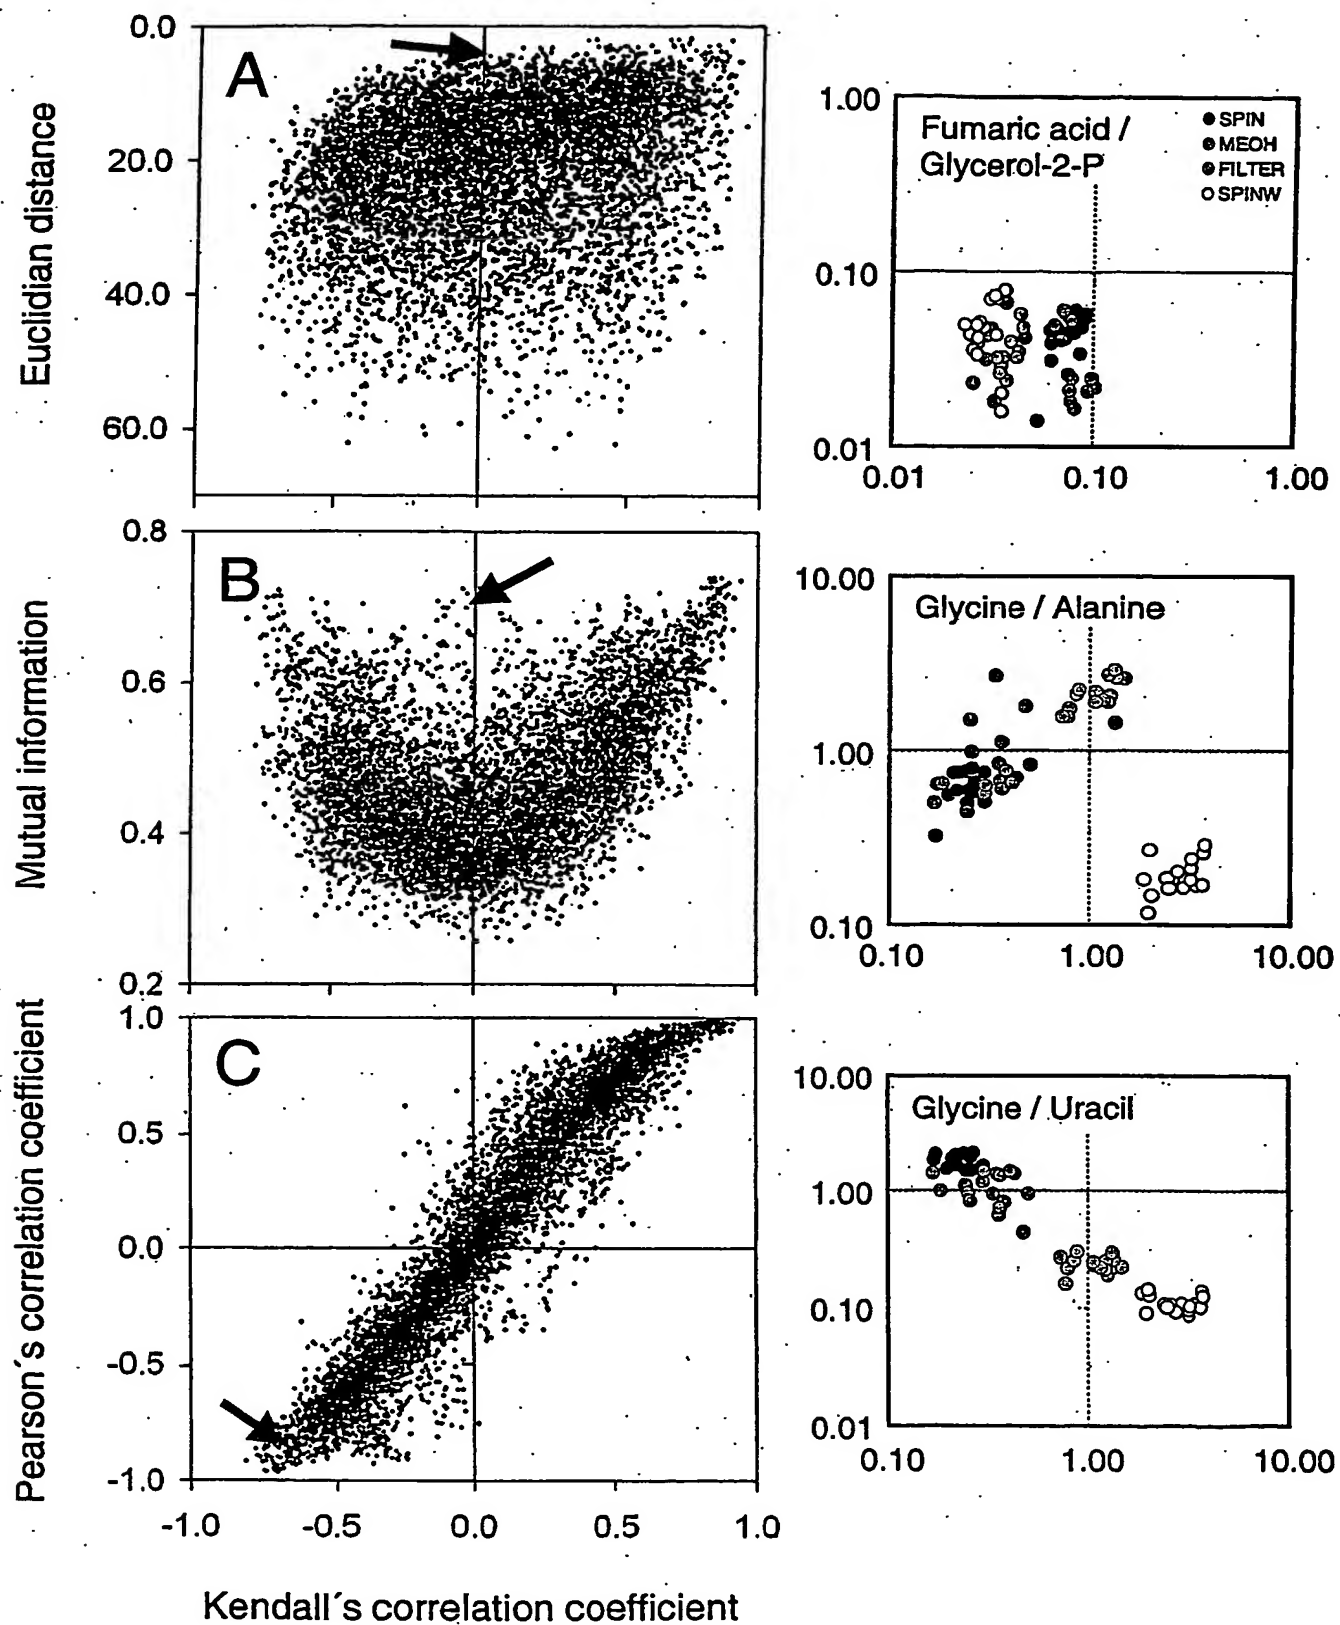 0.0
20.0
40.0
60.0
Euclidian distance
A
1.00
0.10
0.01
Fumaric acid /
Glycerol-2-P
SPIN
MEOH
FILTER
SPINW
0.01
0.10
1.00
0.8
0.6
0.4
0.2
Mutual information
B
10.00
1.00
0.10
Glycine / Alanine
0.10
1.00
10.00
1.0
0.5
0.0
-0.5
-1.0
Pearson´s correlation coefficient
C
-1.0
-0.5
0.0
0.5
1.0
Kendall´s correlation coefficient
10.00
1.00
0.10
0.01
Glycine / Uracil
0.10
1.00
10.00